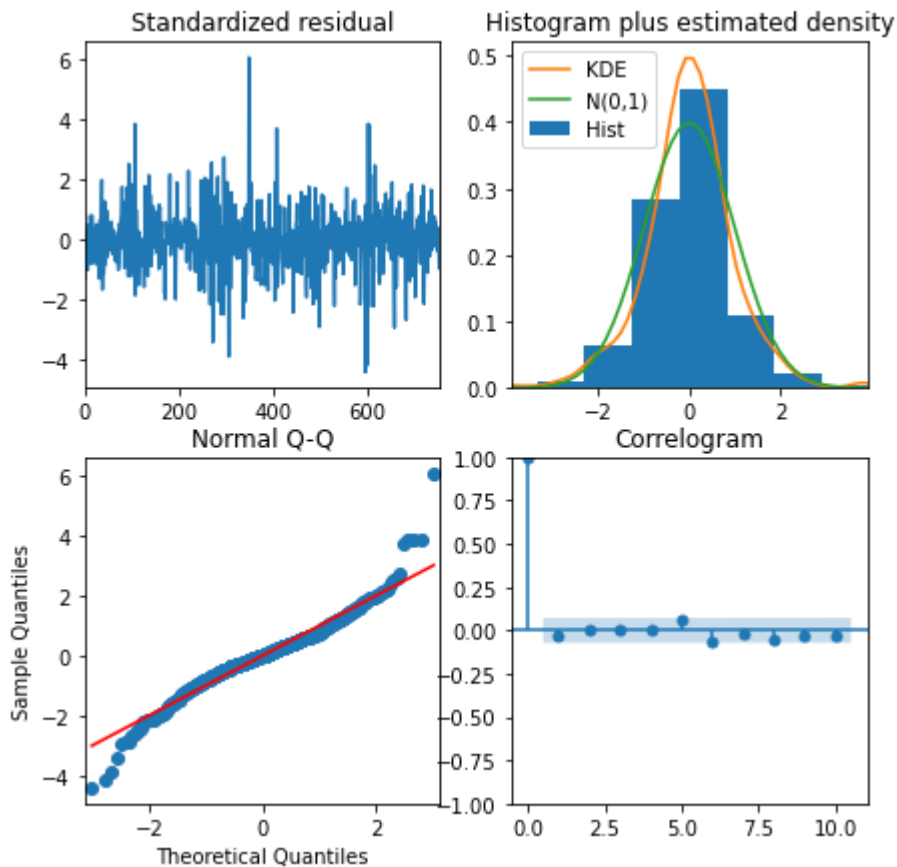 Standardized residual
6
4
2
0
−2
−4
0 200 400 600
Histogram plus estimated density
0.5
0.4
0.3
0.2
0.1
0.0
KDE
N(0,1)
Hist
−2 0 2
Normal Q-Q
Sample Quantiles
6
4
2
0
−2
−4
−2 0 2
Theoretical Quantiles
Correlogram
1.00
0.75
0.50
0.25
0.00
−0.25
−0.50
−0.75
−1.00
0.0 2.5 5.0 7.5 10.0